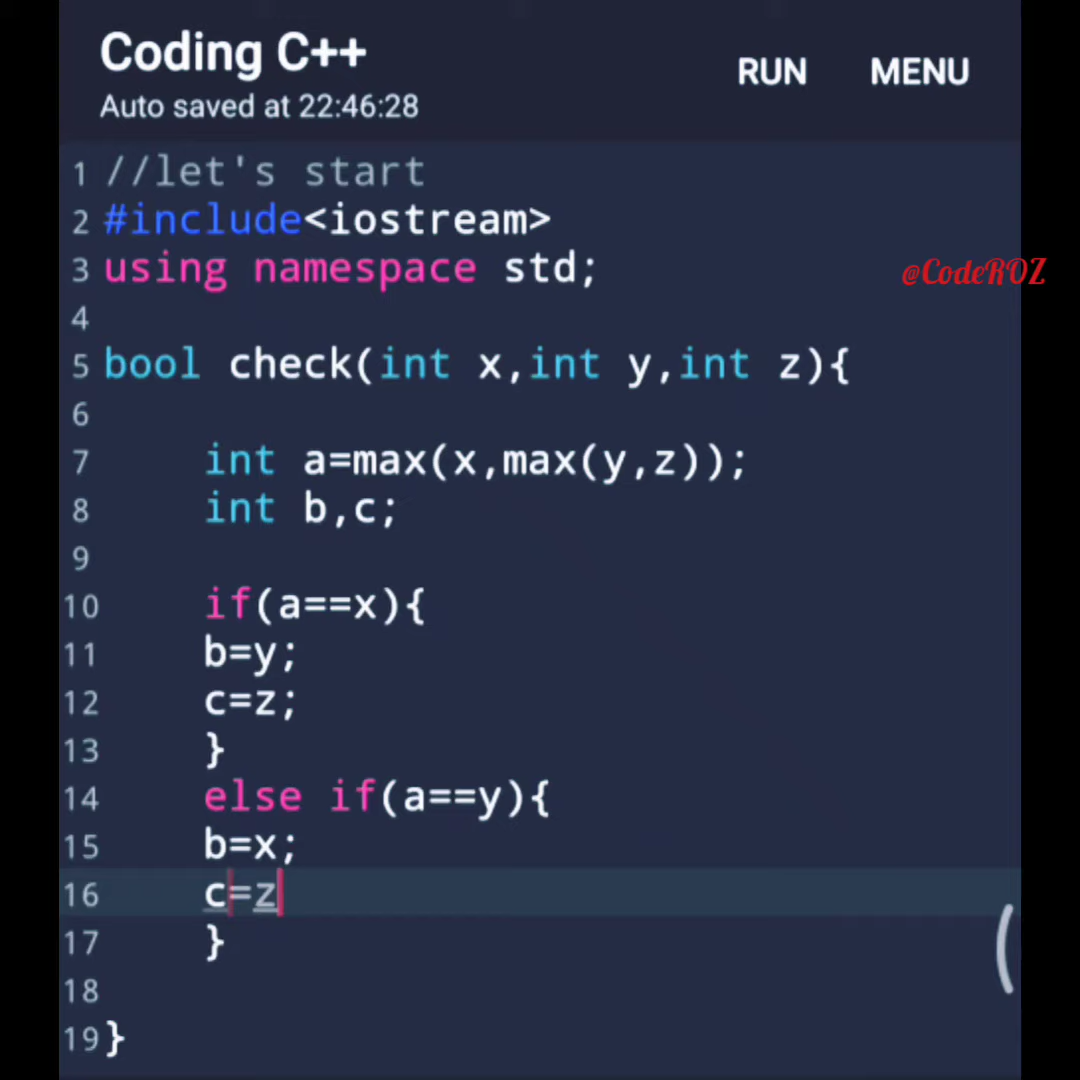 Coding C++
RUN
MENU
Auto saved at 22:46:28
1 //let's start
2 #include<iostream>
3 using namespace std;
@CodeROZ
4
5 bool check(int x,int y,int z){
6
7     int a=max(x,max(y,z));
8     int b,c;
9
10     if(a==x){
11     b=y;
12     c=z;
13     }
14     else if(a==y){
15     b=x;
16     c=z
17     }
18
19 }